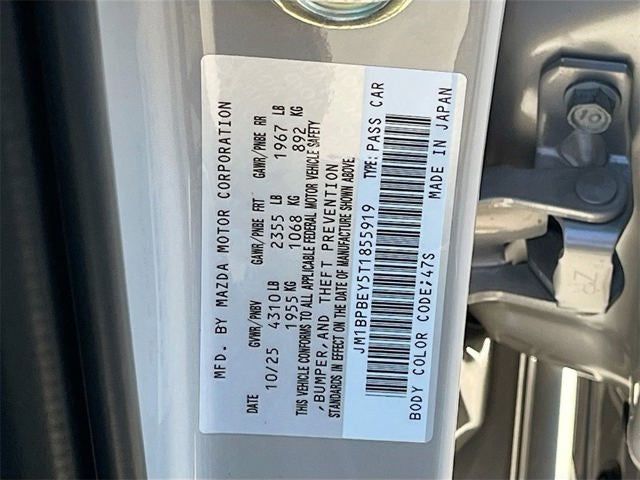 MFD. BY MAZDA MOTOR CORPORATION
DATE GVWR/PNBV GAWR/PNBE FRT GAWR/PNBE RR
10/25 4310 LB 2355 LB 1967 LB
1955 KG 1068 KG 892 KG
THIS VEHICLE CONFORMS TO ALL APPLICABLE FEDERAL MOTOR VEHICLE SAFETY
, BUMPER, AND THEFT PREVENTION
STANDARDS IN EFFECT ON THE DATE OF MANUFACTURE SHOWN ABOVE.
JM1BPBEY5T1855919 TYPE: PASS CAR
BODY COLOR CODE;47S MADE IN JAPAN
10